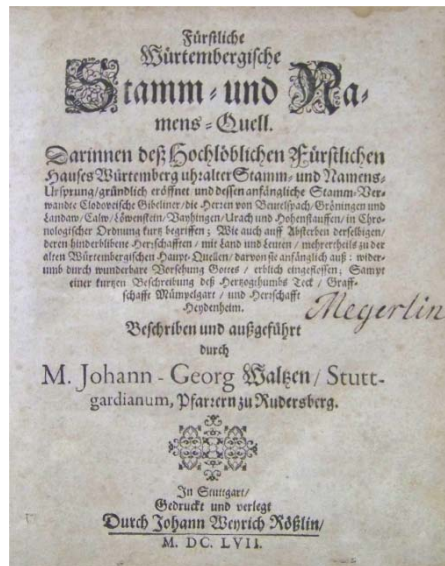 Fürstliche
Würtembergische
Stamm- und Na-
mens-Quell.
Darinnen deß Hochlöblichen Fürstlichen
Hauses Würtemberg uhralter Stamm- und Namens-
Ursprung/gründlich eröffnet und dessen anfängliche Stamm-Ver-
wandte Clodoveische Gibeliner/die Herzen von Beutelspach/Gröningen und
Landaw/Calw/Löwenstein/Vayhingen/Urach und Hohenstauffen/in Chro-
nologischer Ordnung kurtz begriffen; Wie auch auff Absterben derselbigen/
deren hinderblibene Herzschafften/mit Land und Leuten/mehrertheils zu der
alten Würtembergischen Haupt-Quellen/darvon sie anfänglich auß: wider-
umb durch wunderbare Vorsehung Gottes/erblich eingeflossen; Sampt
einer kurtzen Beschreibung deß Hertzogthumbs Teck/Graff-
schafft Mümpelgart/und Herzschafft
Heydenheim.
Megerlin
Beschriben und außgeführt
durch
M. Johann-Georg Waltzen/Stutt-
gardianum, Pfarrern zu Rudersberg.
In Stuttgart/
Gedruckt und verlegt
Durch Johann Weyrich Rößlin/
M. DC. LVII.